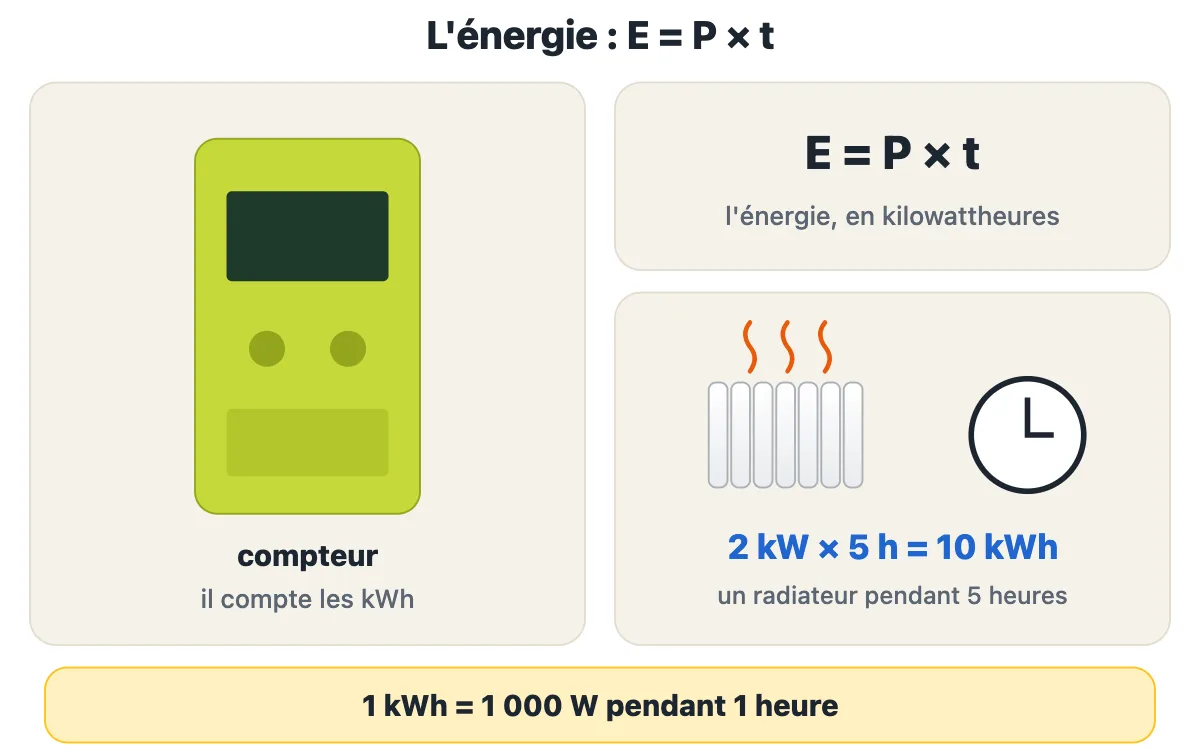 L'énergie : E = P × t
compteur
il compte les kWh
E = P × t
l'énergie, en kilowattheures
2 kW × 5 h = 10 kWh
un radiateur pendant 5 heures
1 kWh = 1 000 W pendant 1 heure